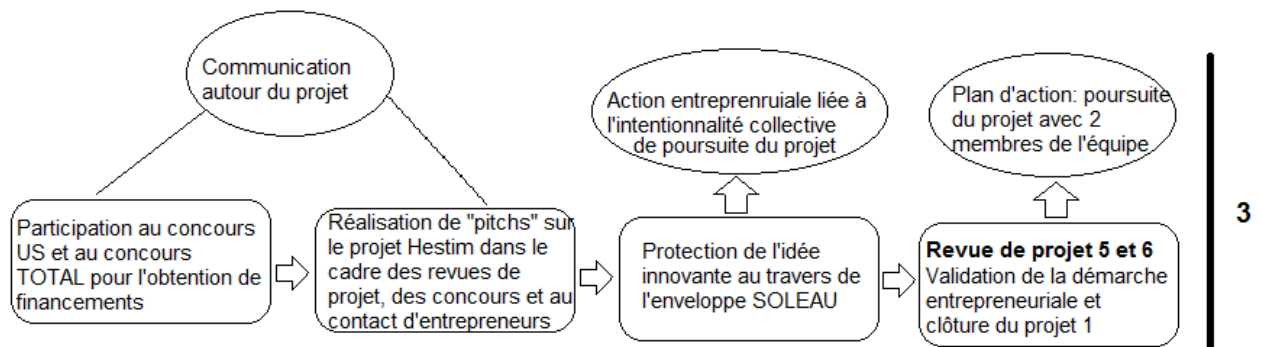 Communication
autour du projet
Action entreprenruiale liée à
l'intentionnalité collective
de poursuite du projet
Plan d'action: poursuite
du projet avec 2
membres de l'équipe
Participation au concours
US et au concours
TOTAL pour l'obtention de
financements
Réalisation de "pitchs" sur
le projet Hestim dans le
cadre des revues de
projet, des concours et au
contact d'entrepreneurs
Protection de l'idée
innovante au travers de
l'enveloppe SOLEAU
Revue de projet 5 et 6
Validation de la démarche
entrepreneuriale et
clôture du projet 1
3